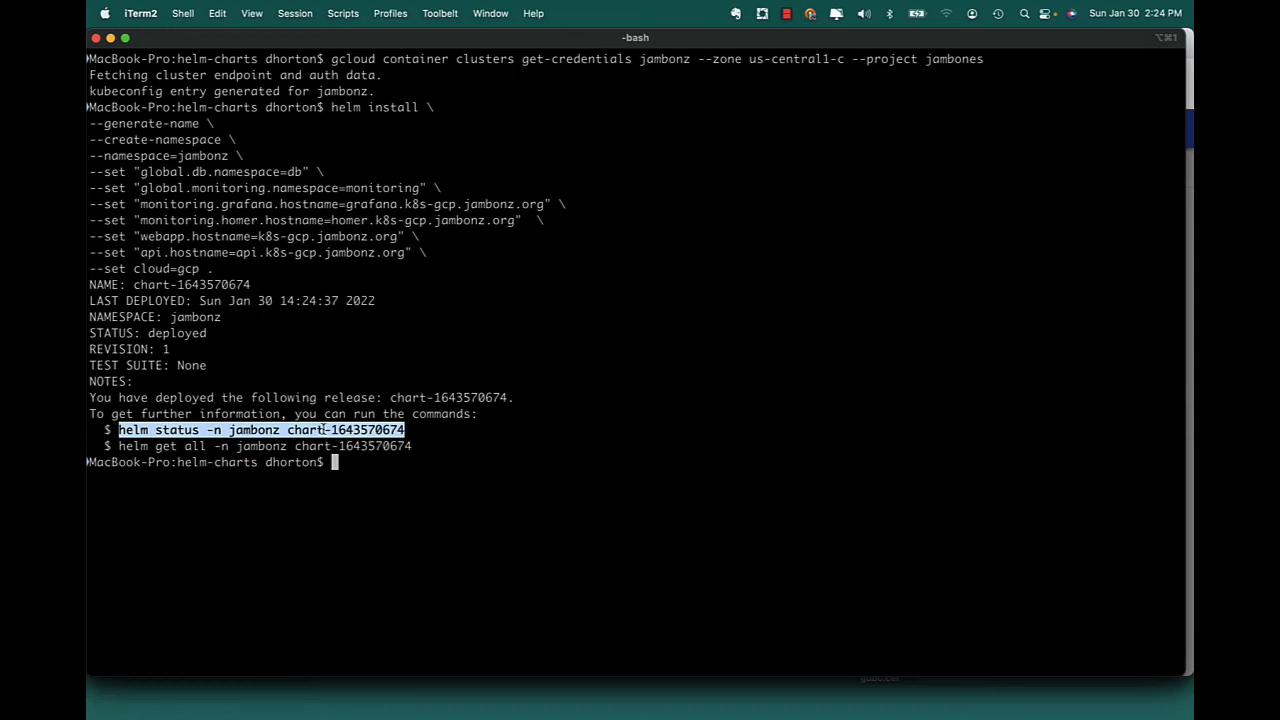 iTerm2 Shell Edit View Session Scripts Profiles Toolbelt Window Help Sun Jan 30 2:24 PM
-bash ⌥⌘1
MacBook-Pro:helm-charts dhorton$ gcloud container clusters get-credentials jambonz --zone us-central1-c --project jambones
Fetching cluster endpoint and auth data.
kubeconfig entry generated for jambonz.
MacBook-Pro:helm-charts dhorton$ helm install \
--generate-name \
--create-namespace \
--namespace=jambonz \
--set "global.db.namespace=db" \
--set "global.monitoring.namespace=monitoring" \
--set "monitoring.grafana.hostname=grafana.k8s-gcp.jambonz.org" \
--set "monitoring.homer.hostname=homer.k8s-gcp.jambonz.org"  \
--set "webapp.hostname=k8s-gcp.jambonz.org" \
--set "api.hostname=api.k8s-gcp.jambonz.org" \
--set cloud=gcp .
NAME: chart-1643570674
LAST DEPLOYED: Sun Jan 30 14:24:37 2022
NAMESPACE: jambonz
STATUS: deployed
REVISION: 1
TEST SUITE: None
NOTES:
You have deployed the following release: chart-1643570674.
To get further information, you can run the commands:
$ helm status -n jambonz chart-1643570674
$ helm get all -n jambonz chart-1643570674
MacBook-Pro:helm-charts dhorton$